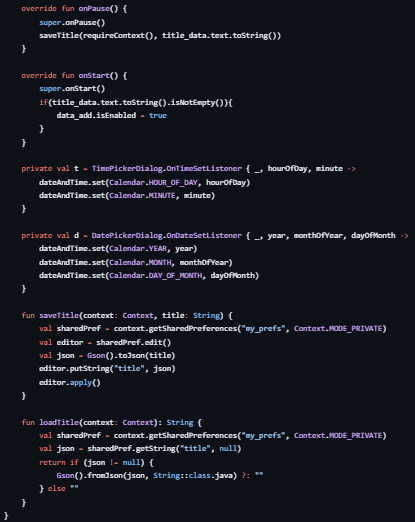 override fun onPause() {
super.onPause()
saveTitle(requireContext(), title_data.text.toString())
}
override fun onStart() {
super.onStart()
if(title_data.text.toString().isNotEmpty()){
data_add.isEnabled = true
}
}
private val t = TimePickerDialog.OnTimeSetListener { _, hourOfDay, minute ->
dateAndTime.set(Calendar.HOUR_OF_DAY, hourOfDay)
dateAndTime.set(Calendar.MINUTE, minute)
}
private val d = DatePickerDialog.OnDateSetListener { _, year, monthOfYear, dayOfMonth ->
dateAndTime.set(Calendar.YEAR, year)
dateAndTime.set(Calendar.MONTH, monthOfYear)
dateAndTime.set(Calendar.DAY_OF_MONTH, dayOfMonth)
}
fun saveTitle(context: Context, title: String) {
val sharedPref = context.getSharedPreferences("my_prefs", Context.MODE_PRIVATE)
val editor = sharedPref.edit()
val json = Gson().toJson(title)
editor.putString("title", json)
editor.apply()
}
fun loadTitle(context: Context): String {
val sharedPref = context.getSharedPreferences("my_prefs", Context.MODE_PRIVATE)
val json = sharedPref.getString("title", null)
return if (json != null) {
Gson().fromJson(json, String::class.java) ?: ""
} else ""
}
}